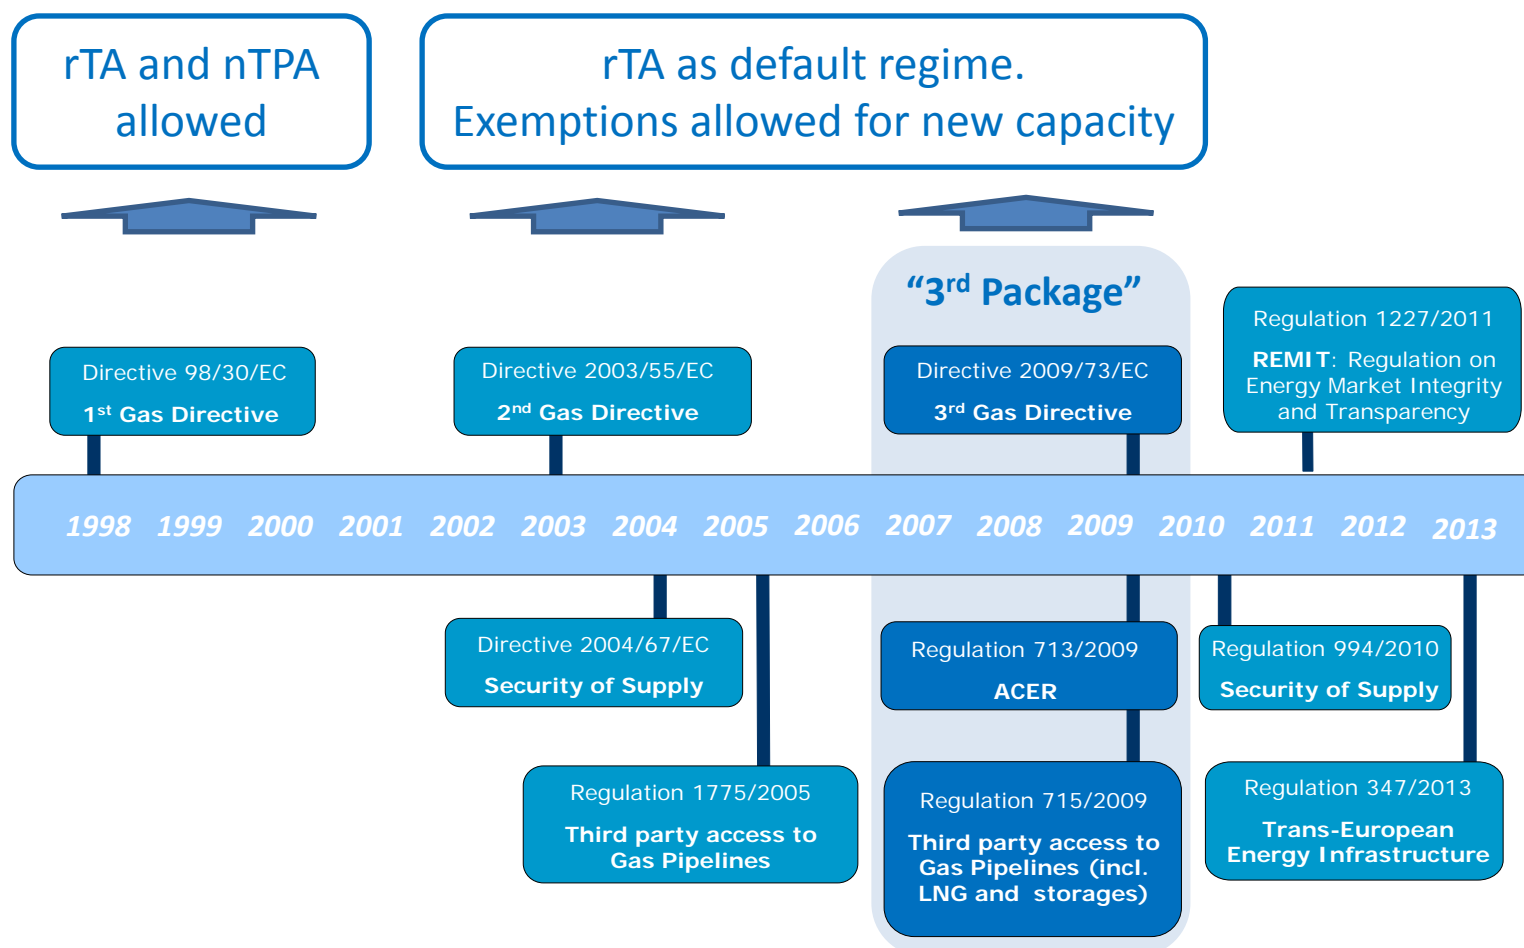 rTA and nTPA
allowed
rTA as default regime.
Exemptions allowed for new capacity
“3rd Package”
Directive 98/30/EC
1st Gas Directive
Directive 2003/55/EC
2nd Gas Directive
Directive 2009/73/EC
3rd Gas Directive
Regulation 1227/2011
REMIT: Regulation on
Energy Market Integrity
and Transparency
1998 1999 2000 2001 2002 2003 2004 2005 2006 2007 2008 2009 2010 2011 2012 2013
Directive 2004/67/EC
Security of Supply
Regulation 713/2009
ACER
Regulation 994/2010
Security of Supply
Regulation 1775/2005
Third party access to
Gas Pipelines
Regulation 715/2009
Third party access to
Gas Pipelines (incl.
LNG and storages)
Regulation 347/2013
Trans-European
Energy Infrastructure